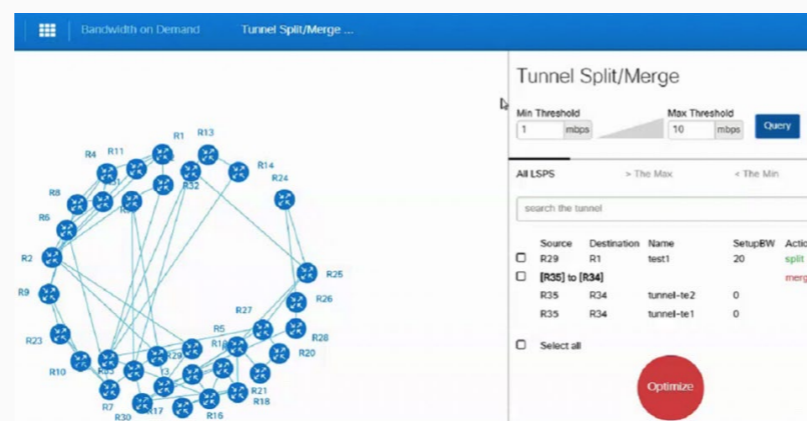 Bandwidth on Demand Tunnel Split/Merge ...
Tunnel Split/Merge
Min Threshold Max Threshold
1 mbps 10 mbps Query
All LSPS > The Max < The Min
search the tunnel
Source Destination Name SetupBW Actio
R29 R1 test1 20 split
[R35] to [R34] merg
R35 R34 tunnel-te2 0
R35 R34 tunnel-te1 0
Select all
Optimize
R1 R13
R4 R11
R14
R32
R24
R8
R6
R2
R25
R9
R26
R27
R23
R5
R28
R29
R20
R10
R21
R7
R17
R16
R18
R30